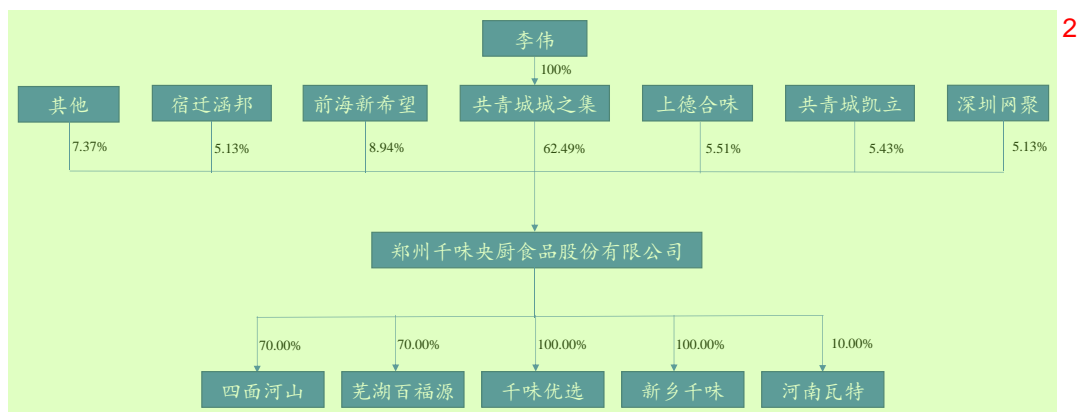 2
李伟
100%
其他 宿迁涵邦 前海新希望 共青城城之集 上德合味 共青城凯立 深圳网聚
7.37% 5.13% 8.94% 62.49% 5.51% 5.43% 5.13%
郑州千味央厨食品股份有限公司
70.00% 70.00% 100.00% 100.00% 10.00%
四面河山 芜湖百福源 千味优选 新乡千味 河南瓦特